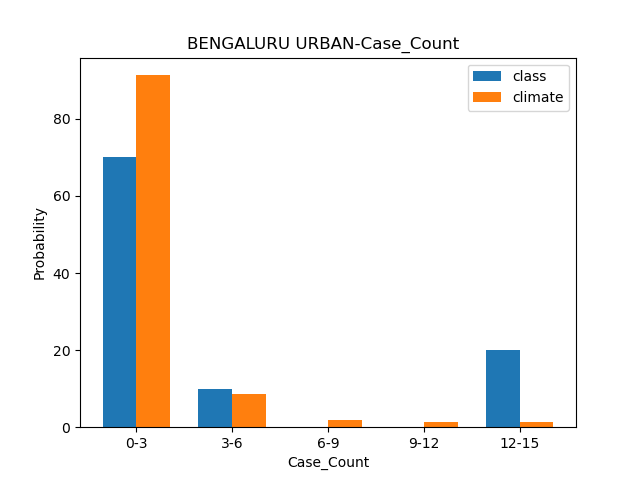 BENGALURU URBAN-Case_Count
class
climate
Probability
80
60
40
20
0
0-3
3-6
6-9
9-12
12-15
Case_Count